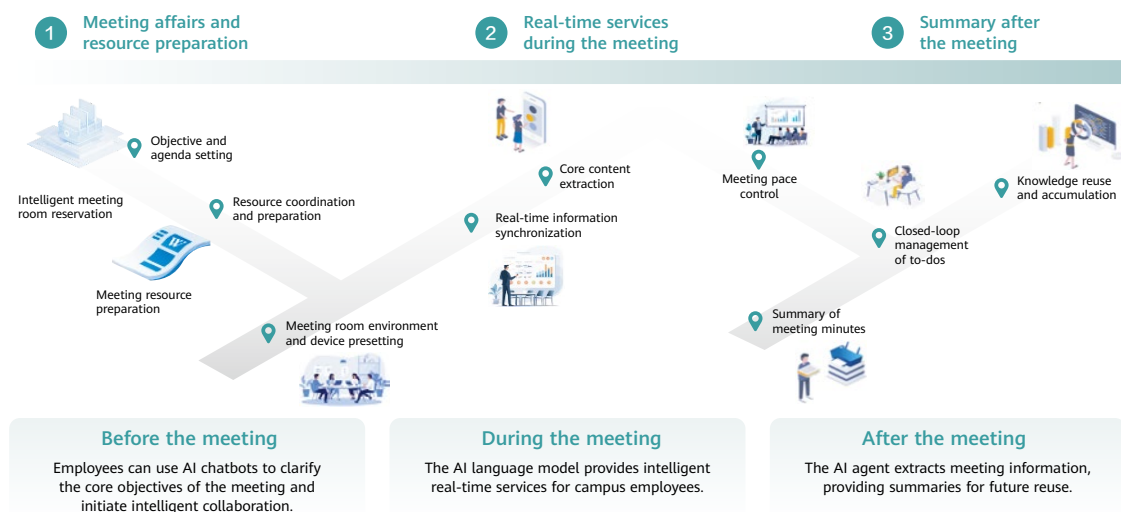 1
Meeting affairs and
resource preparation
2
Real-time services
during the meeting
3
Summary after
the meeting
Objective and
agenda setting
Intelligent meeting
room reservation
Resource coordination
and preparation
W
Meeting resource
preparation
Meeting room environment
and device presetting
Core content
extraction
Real-time information
synchronization
Meeting pace
control
Closed-loop
management
of to-dos
Knowledge reuse
and accumulation
Summary of
meeting minutes
Before the meeting
Employees can use AI chatbots to clarify
the core objectives of the meeting and
initiate intelligent collaboration.
During the meeting
The AI language model provides intelligent
real-time services for campus employees.
After the meeting
The AI agent extracts meeting information,
providing summaries for future reuse.